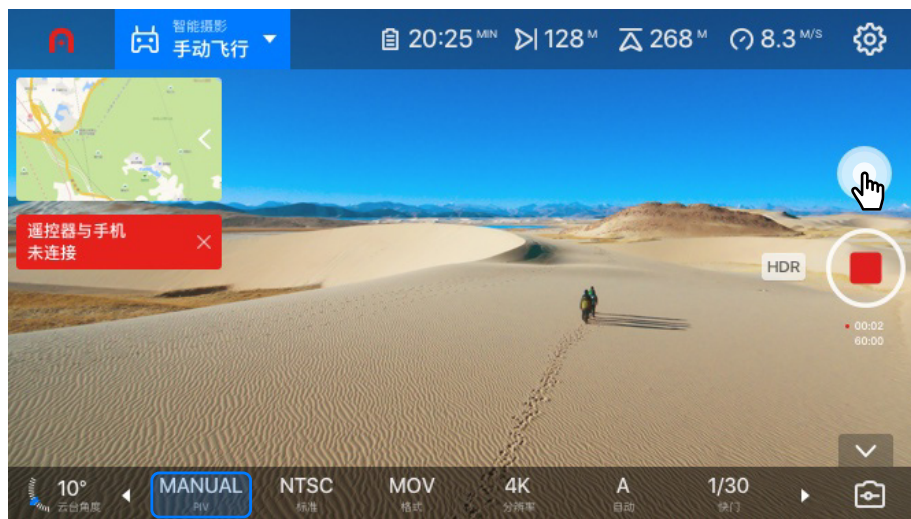 智能摄影
手动飞行
20:25 MIN
128 M
268 M
8.3 M/S
遥控器与手机
未连接
HDR
00:02
60:00
10°
云台角度
MANUAL
PIV
NTSC
标准
MOV
格式
4K
分辨率
A
自动
1/30
快门